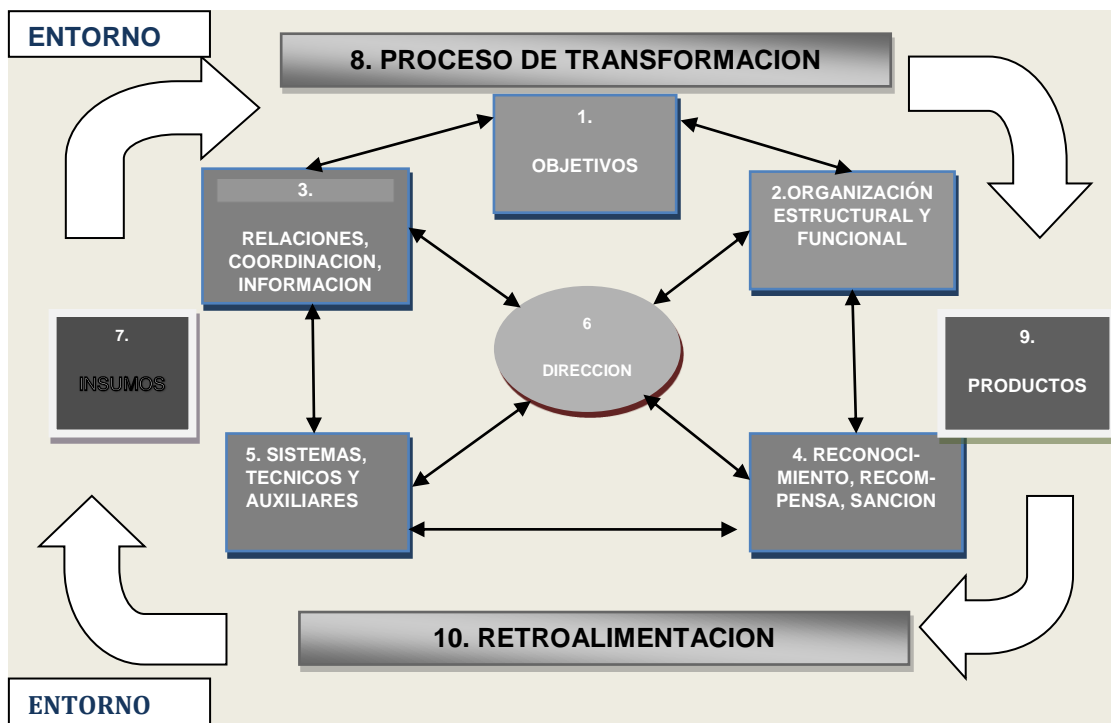 ENTORNO
8. PROCESO DE TRANSFORMACION
1.
OBJETIVOS
3.
RELACIONES,
COORDINACION,
INFORMACION
2.ORGANIZACIÓN
ESTRUCTURAL Y
FUNCIONAL
7.
INSUMOS
6
DIRECCION
9.
PRODUCTOS
5. SISTEMAS,
TECNICOS Y
AUXILIARES
4. RECONOCI-
MIENTO, RECOM-
PENSA, SANCION
10. RETROALIMENTACION
ENTORNO